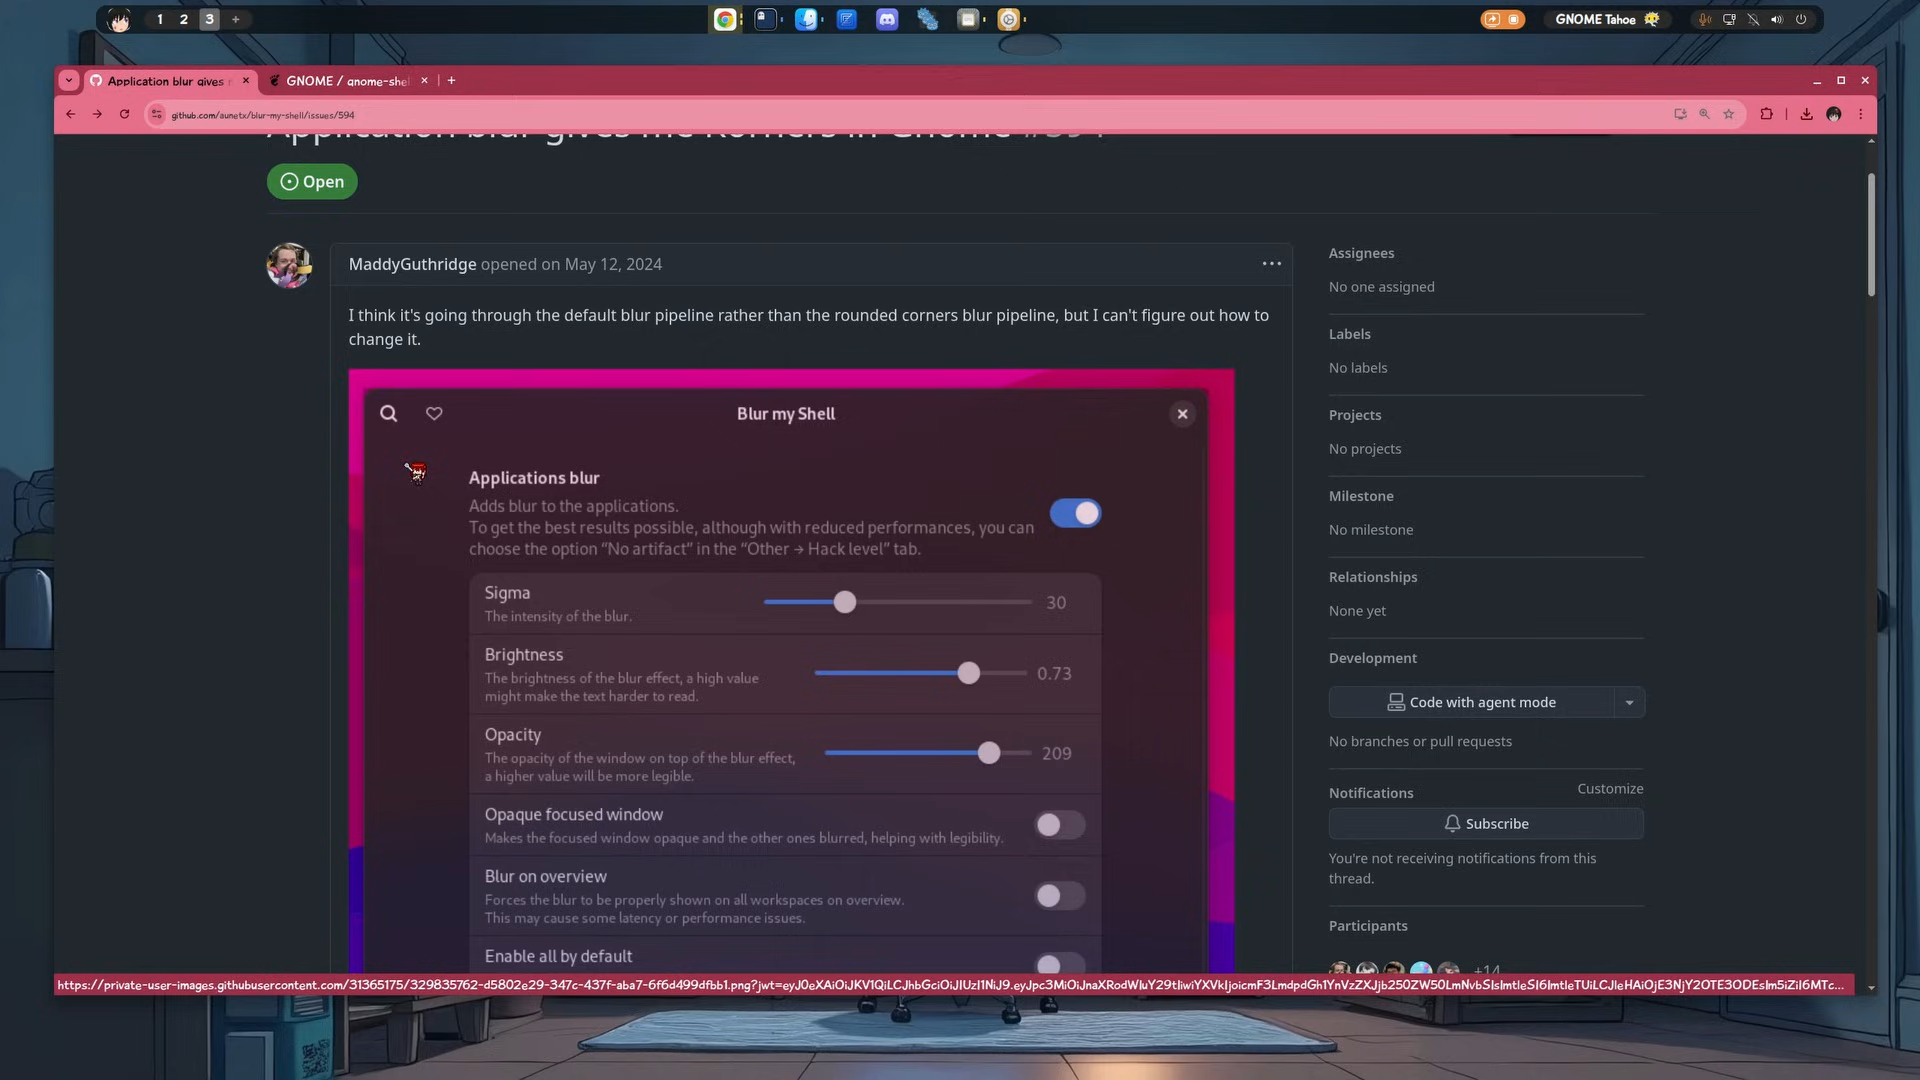 1 2 3 +
GNOME Tahoe
Application blur gives
GNOME / gnome-shel
github.com/aunetx/blur-my-shell/issues/594
Application blur gives me Korners in Gnome #594
Open
MaddyGuthridge opened on May 12, 2024
I think it's going through the default blur pipeline rather than the rounded corners blur pipeline, but I can't figure out how to
change it.
Blur my Shell
Applications blur
Adds blur to the applications.
To get the best results possible, although with reduced performances, you can
choose the option “No artifact” in the “Other → Hack level” tab.
Sigma
The intensity of the blur.
30
Brightness
The brightness of the blur effect, a high value
might make the text harder to read.
0.73
Opacity
The opacity of the window on top of the blur effect,
a higher value will be more legible.
209
Opaque focused window
Makes the focused window opaque and the other ones blurred, helping with legibility.
Blur on overview
Forces the blur to be properly shown on all workspaces on overview.
This may cause some latency or performance issues.
Enable all by default
Assignees
No one assigned
Labels
No labels
Projects
No projects
Milestone
No milestone
Relationships
None yet
Development
Code with agent mode
No branches or pull requests
Notifications
Customize
Subscribe
You're not receiving notifications from this
thread.
Participants
+14